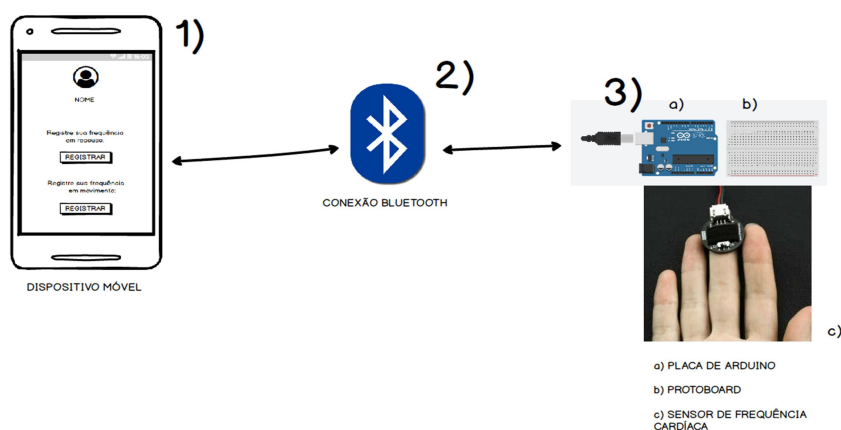 1)
NOME
Registre sua frequência
em repouso:
REGISTRAR
Registre sua frequência
em movimento:
REGISTRAR
DISPOSITIVO MÓVEL
2)
CONEXÃO BLUETOOTH
3)
a)
b)
c)
a) PLACA DE ARDUINO
b) PROTOBOARD
c) SENSOR DE FREQUÊNCIA
CARDÍACA